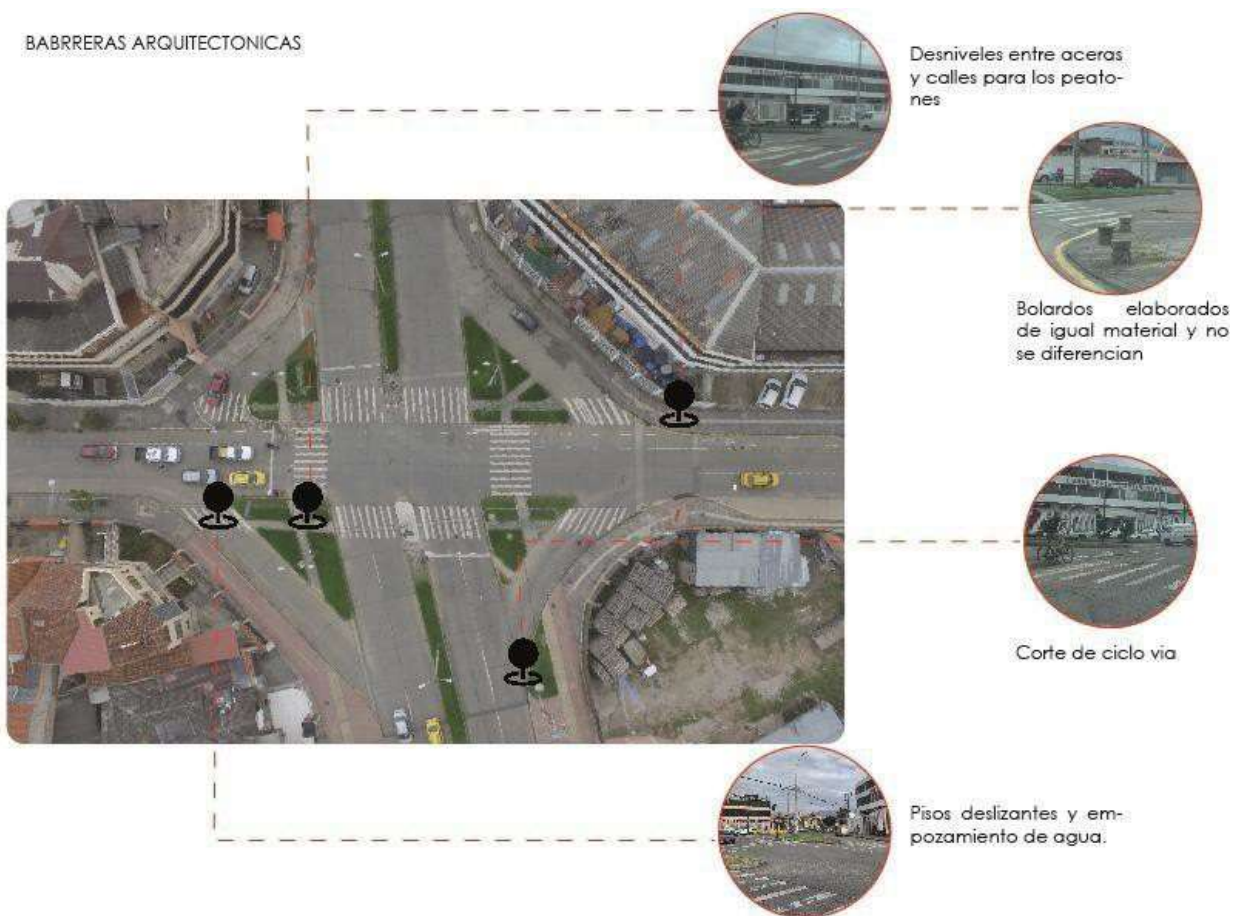 BABRRERAS ARQUITECTONICAS
Desniveles entre aceras
y calles para los peato-
nes
Bolardos elaborados
de igual material y no
se diferencian
Corte de ciclo via
Pisos deslizantes y em-
pozamiento de agua.